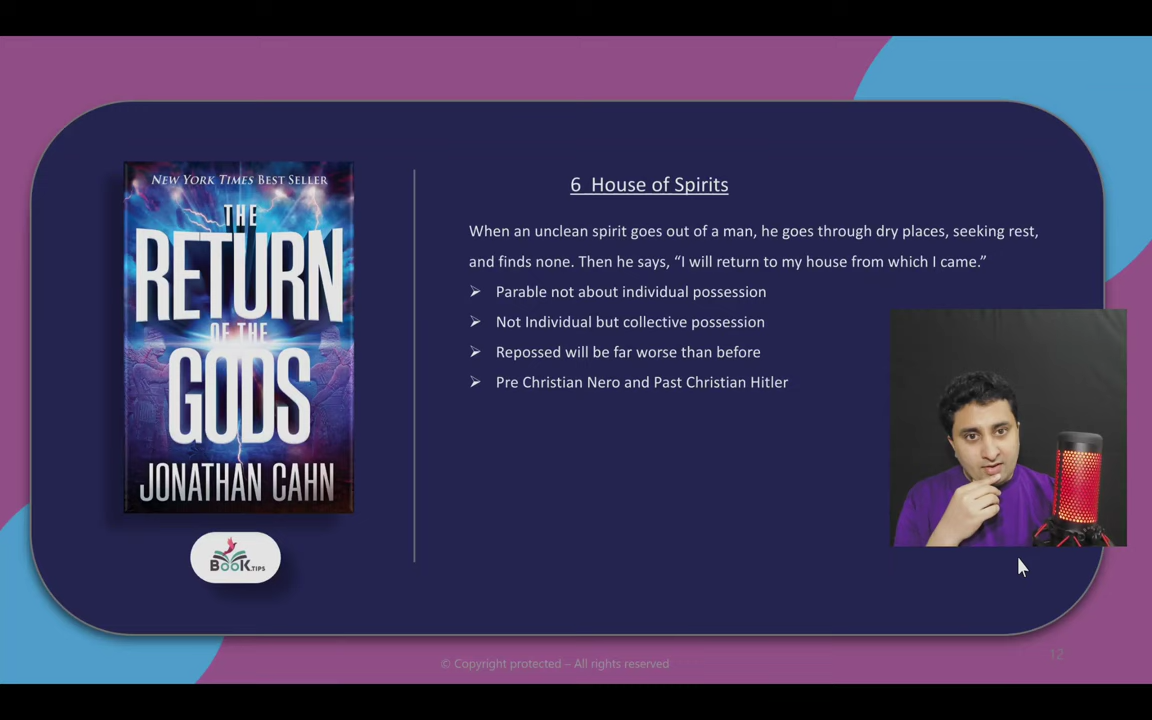 NEW YORK TIMES BEST SELLER
THE
RETURN
OF THE
GODS
JONATHAN CAHN
BOOK.TIPS
6 House of Spirits
When an unclean spirit goes out of a man, he goes through dry places, seeking rest,
and finds none. Then he says, “I will return to my house from which I came.”
➢ Parable not about individual possession
➢ Not Individual but collective possession
➢ Repossed will be far worse than before
➢ Pre Christian Nero and Past Christian Hitler
© Copyright protected – All rights reserved
12